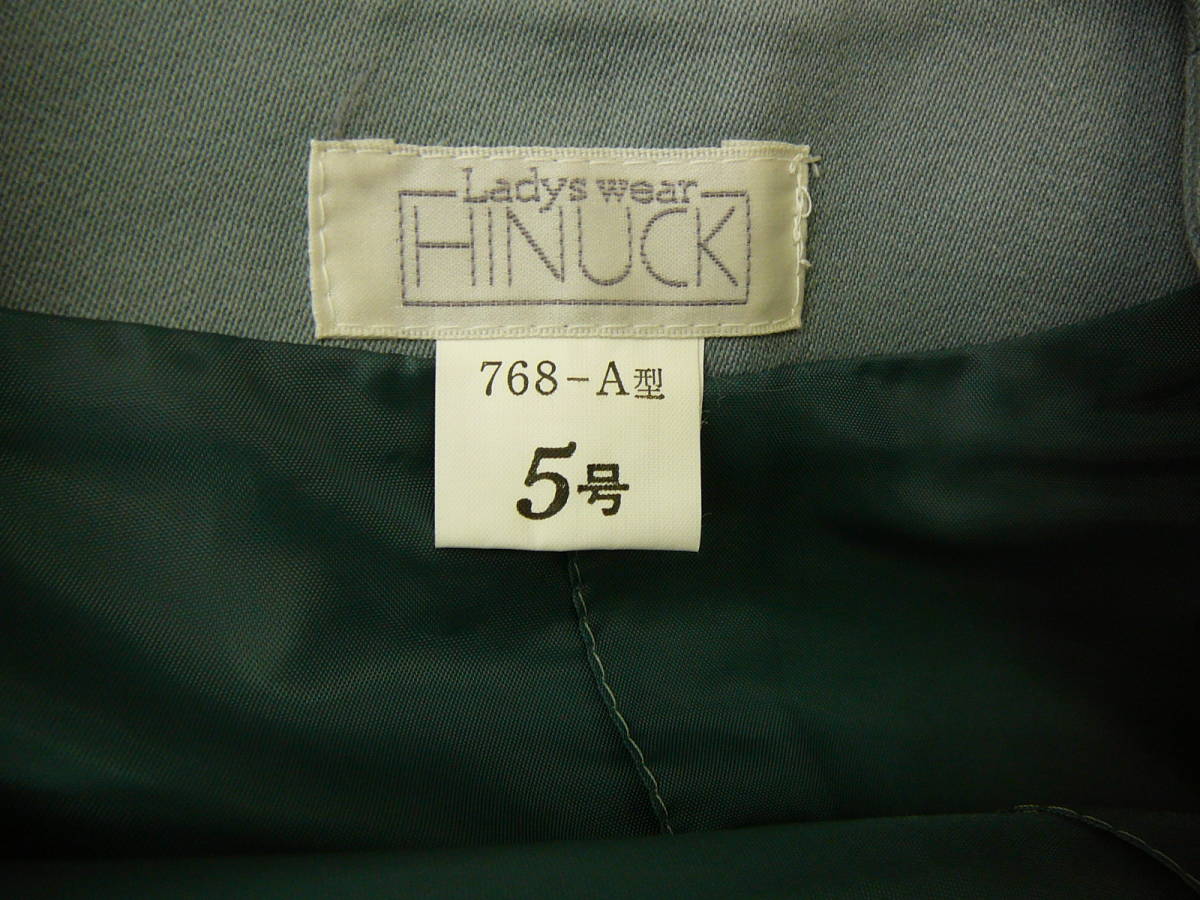 Ladys wear
HINUCK
768-A型
5号